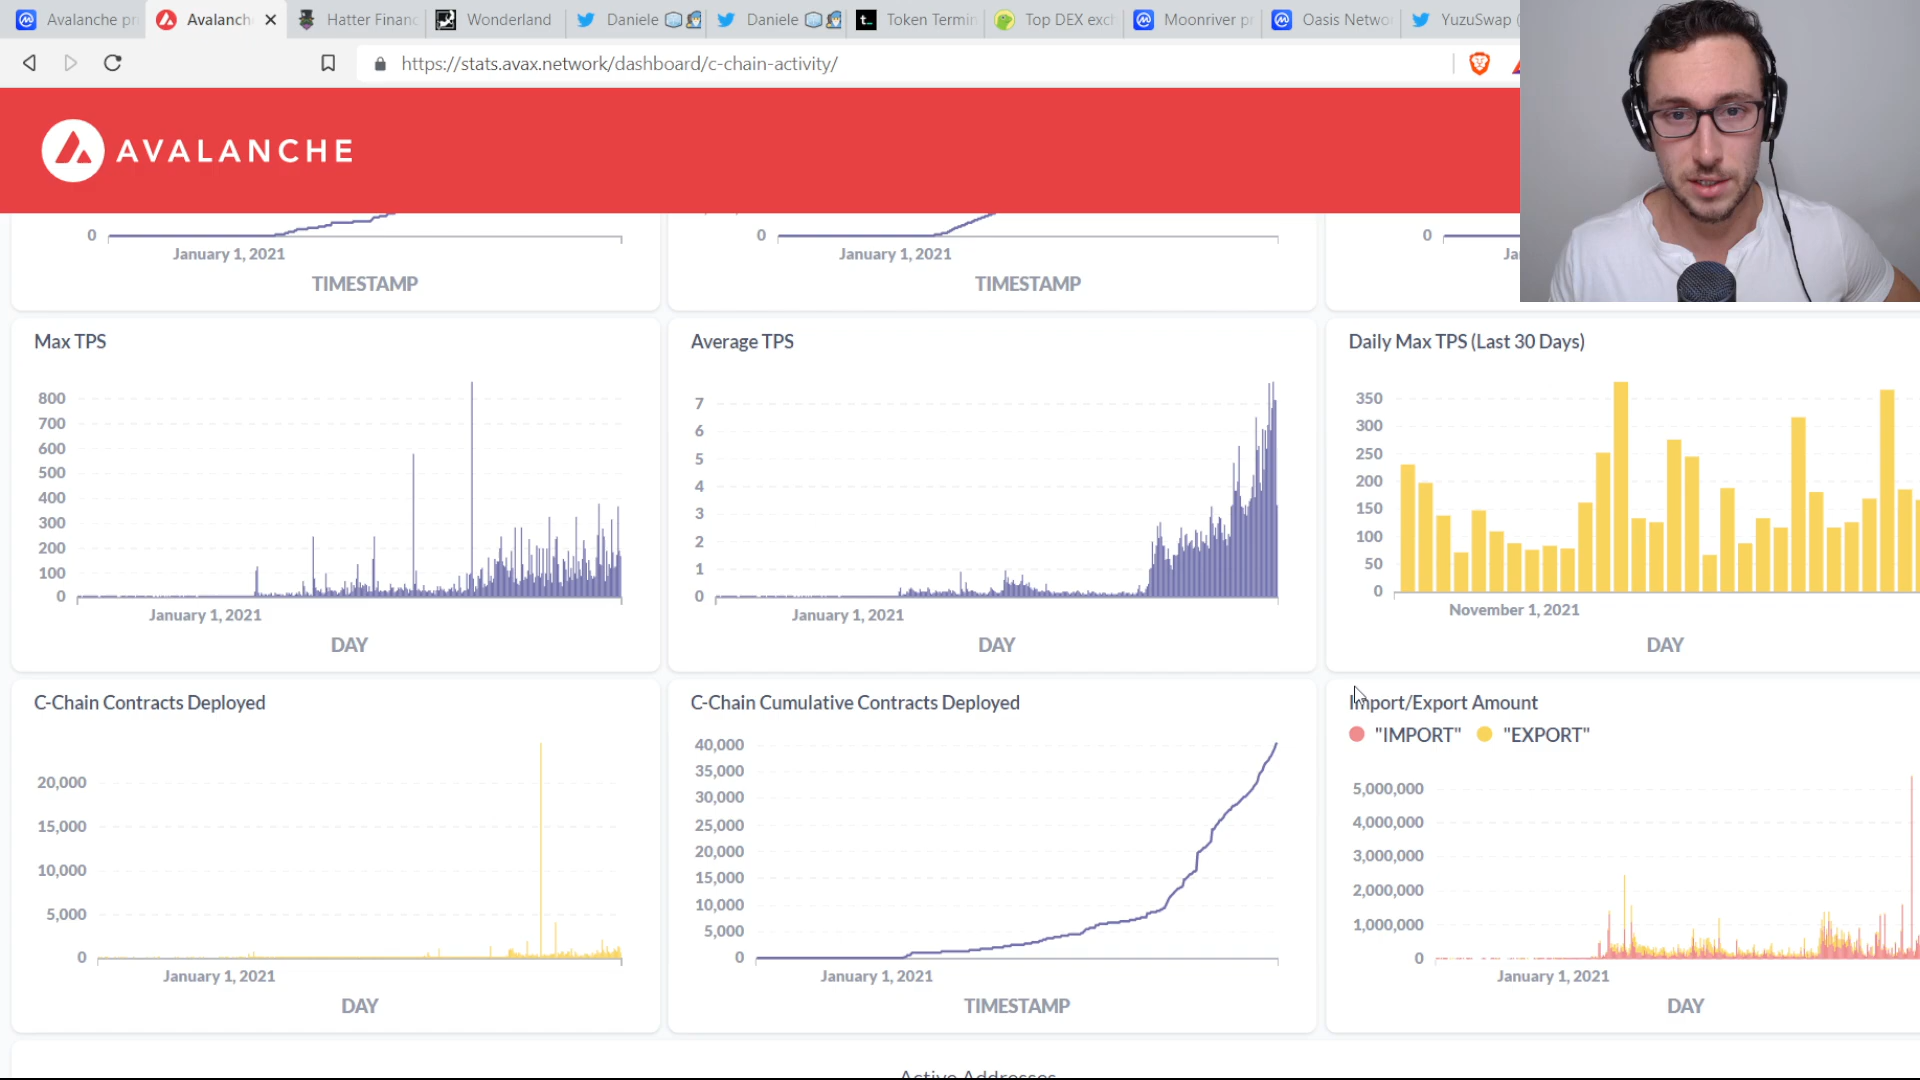 Avalanche pr
Avalanch
Hatter Financ
Wonderland
Daniele
Daniele
t.
Token Termin
Top DEX exc
Moonriver pr
Oasis Netwo
YuzuSwap (
https://stats.avax.network/dashboard/c-chain-activity/
AVALANCHE
0
January 1, 2021
TIMESTAMP
0
January 1, 2021
TIMESTAMP
0
Ja
Max TPS
800
700
600
500
400
300
200
100
0
January 1, 2021
DAY
Average TPS
7
6
5
4
3
2
1
0
January 1, 2021
DAY
Daily Max TPS (Last 30 Days)
350
300
250
200
150
100
50
0
November 1, 2021
DAY
C-Chain Contracts Deployed
20,000
15,000
10,000
5,000
0
January 1, 2021
DAY
C-Chain Cumulative Contracts Deployed
40,000
35,000
30,000
25,000
20,000
15,000
10,000
5,000
0
January 1, 2021
TIMESTAMP
Import/Export Amount
"IMPORT" "EXPORT"
5,000,000
4,000,000
3,000,000
2,000,000
1,000,000
0
January 1, 2021
DAY
Active Addresses